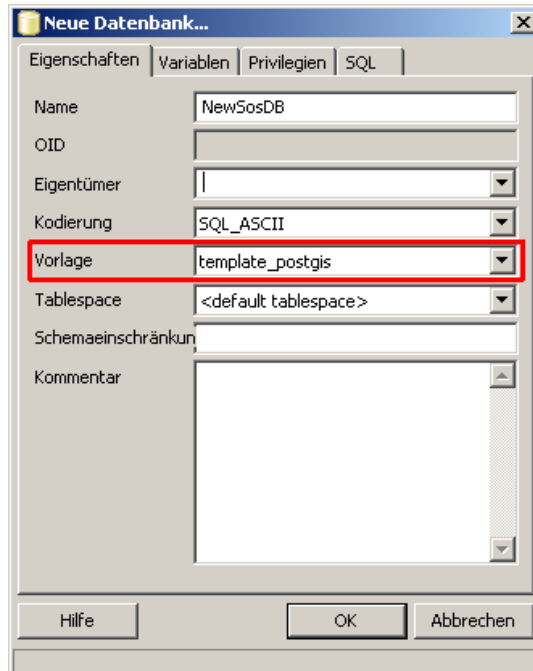 Neue Datenbank...
Eigenschaften Variablen Privilegien SQL
Name NewSosDB
OID
Eigentümer
Kodierung SQL_ASCII
Vorlage template_postgis
Tablespace <default tablespace>
Schemaeinschränkun
Kommentar
Hilfe OK Abbrechen